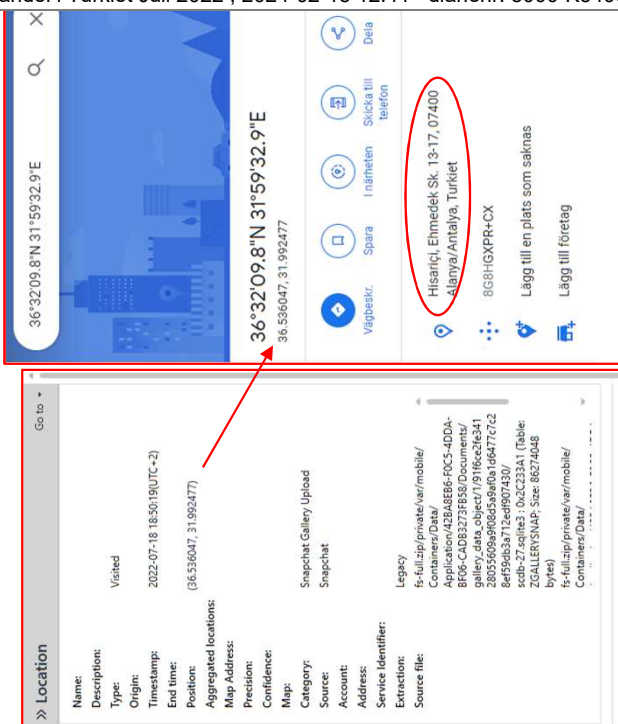 » Location
Go to
Name:
Description:
Type: Visited
Origin:
Timestamp: 2022-07-18 18:50:19(UTC+2)
End time:
Position: (36.536047, 31.992477)
Aggregated locations:
Map Address:
Precision:
Confidence:
Map:
Category: Snapchat Gallery Upload
Source: Snapchat
Account:
Address:
Service Identifier:
Extraction: Legacy
Source file: fs-full.zip/private/var/mobile/
Containers/Data/
Application/42BA8EB6-F0C5-4DDA-
BF06-CADB3273FB58/Documents/
gallery_data_object/1/91f6ce2fe341
28055609a9f08d5a9af0a1d6477c7c2
8ef59db3a712edf907430/
scdb-27.sqlite3 : 0x2C233A1 (Table:
ZGALLERYSNAP; Size: 86274048
bytes)
fs-full.zip/private/var/mobile/
Containers/Data/
36°32'09.8"N 31°59'32.9"E
36°32'09.8"N 31°59'32.9"E
36.536047, 31.992477
Vägbeskr.
Spara
I närheten
Skicka till
telefon
Dela
Hisariçi, Ehmedek Sk. 13-17, 07400
Alanya/Antalya, Turkiet
8G8HGXPR+CX
Lägg till en plats som saknas
Lägg till företag